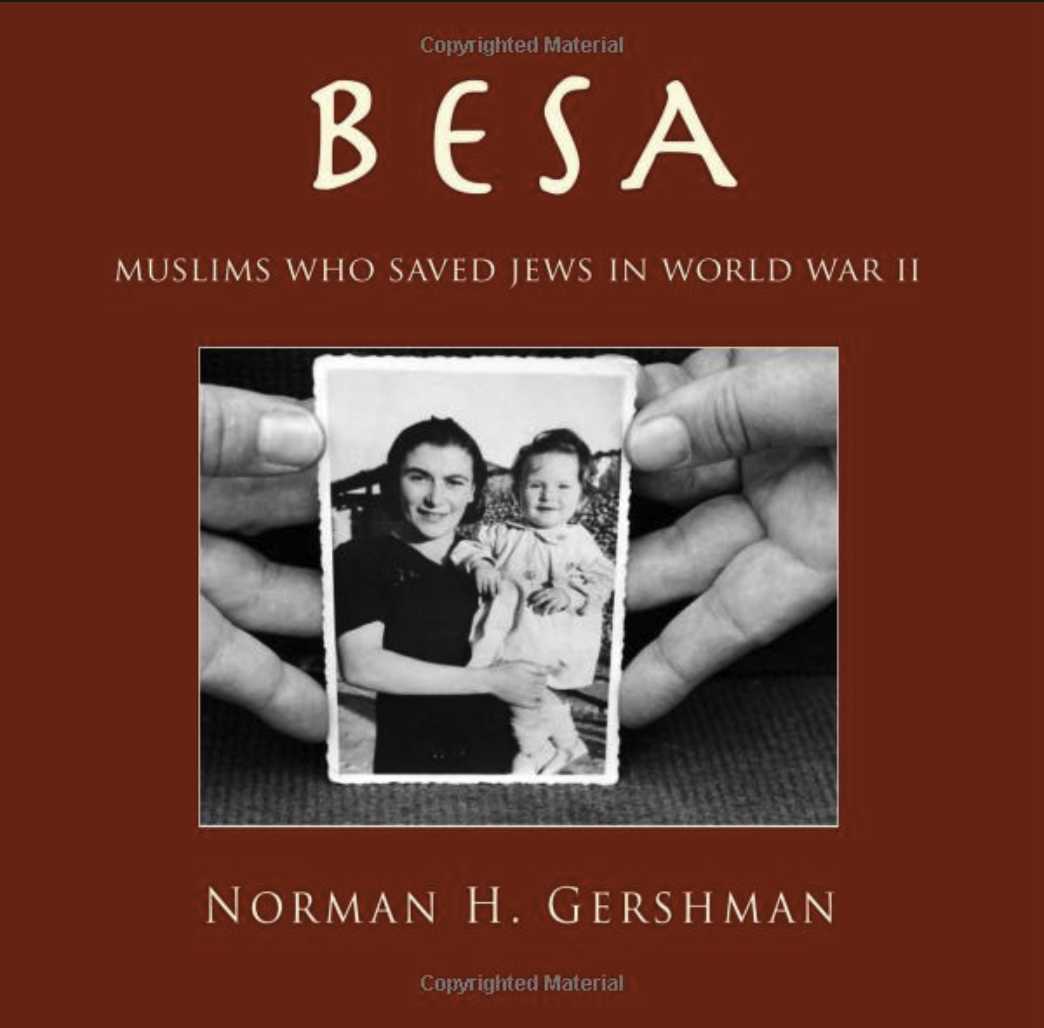 Copyrighted Material
BESA
MUSLIMS WHO SAVED JEWS IN WORLD WAR II
NORMAN H. GERSHMAN
Copyrighted Material